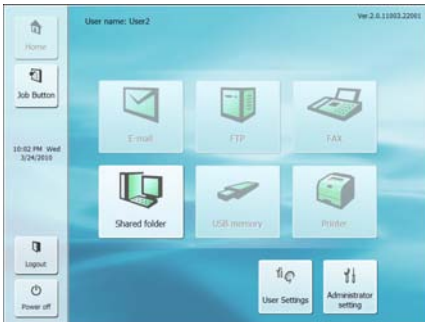 User name: User2
Ver.2.0.11003.22001
Home
Job Button
10:02 PM Wed
3/24/2010
Logout
Power off
E-mail
FTP
FAX
Shared folder
USB memory
Printer
User Settings
Administrator
setting